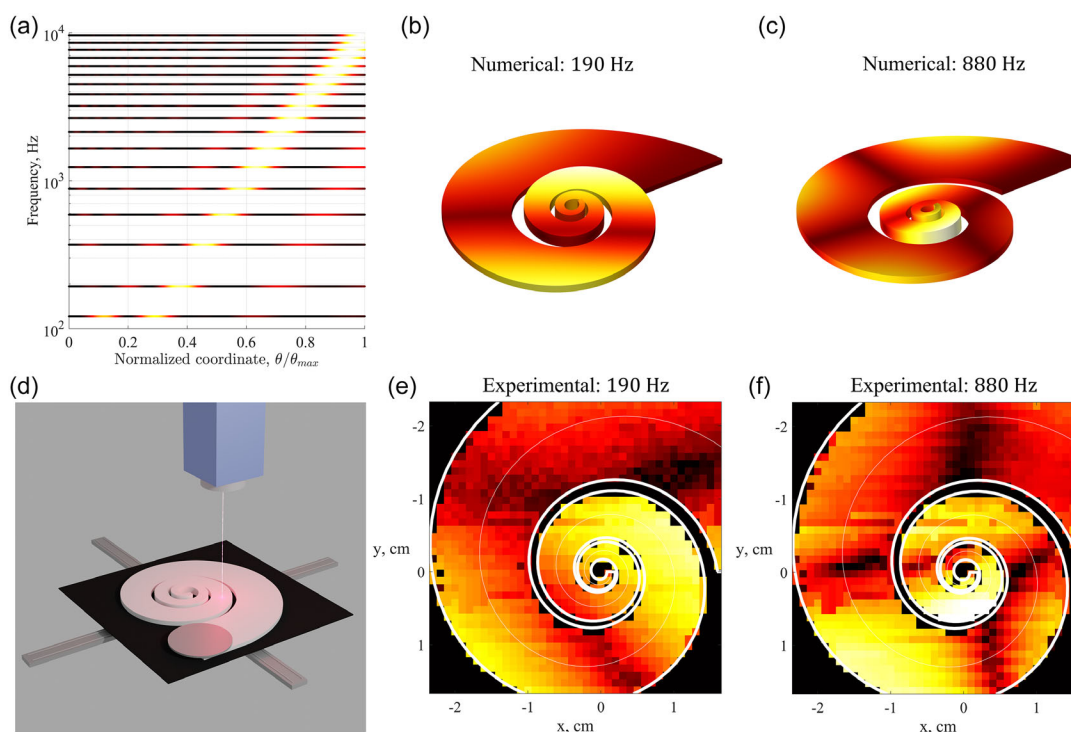 (a)
10^4
10^3
10^2
Frequency, Hz
0 0.2 0.4 0.6 0.8 1
Normalized coordinate, θ/θ_max
(b)
Numerical: 190 Hz
(c)
Numerical: 880 Hz
(d)
(e)
Experimental: 190 Hz
-2
-1
y, cm
0
1
-2 -1 0 1
x, cm
(f)
Experimental: 880 Hz
-2
-1
y, cm
0
1
-2 -1 0 1
x, cm